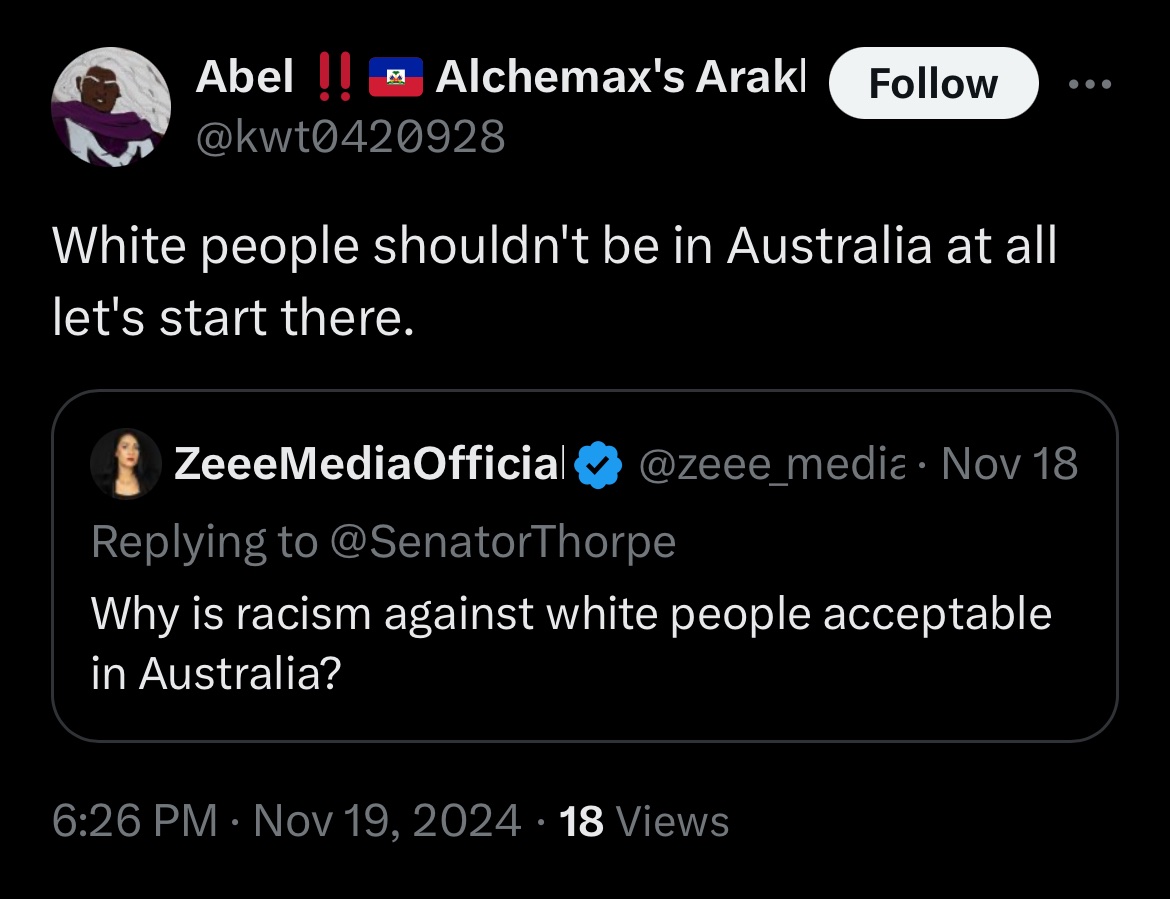 Abel ‼️🇭🇹 Alchemax's
Follow
@kwt0420928
White people shouldn't be in Australia at all
let's start there.
ZeeeMediaOfficial @zeee_media · Nov 18
Replying to @SenatorThorpe
Why is racism against white people acceptable
in Australia?
6:26 PM · Nov 19, 2024 · 18 Views